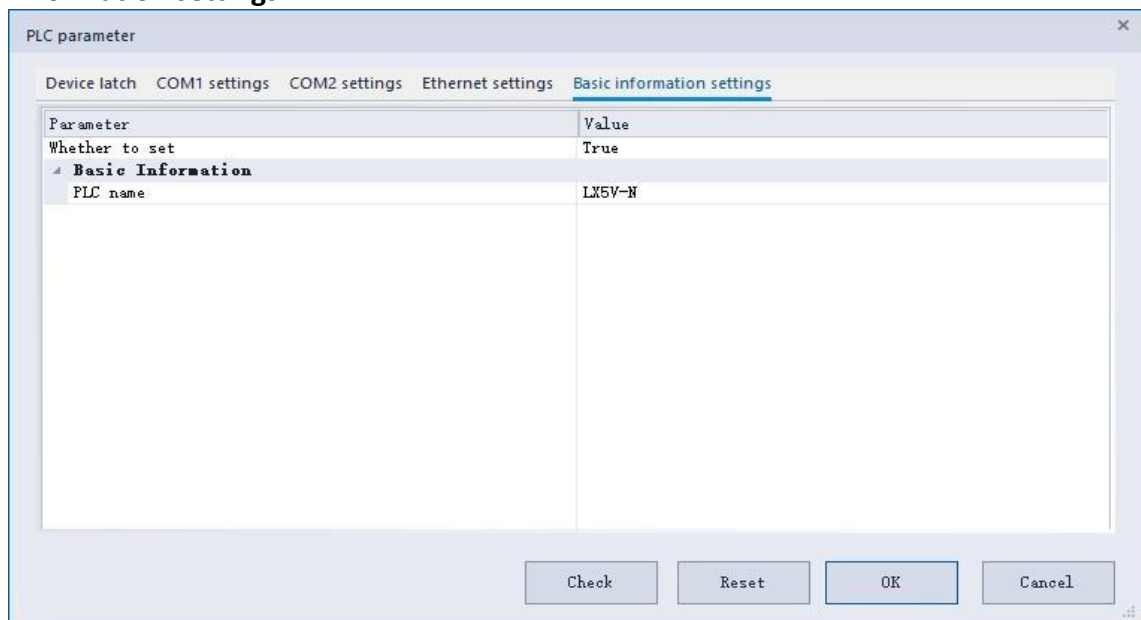 PLC parameter
Device latch COM1 settings COM2 settings Ethernet settings Basic information settings
Parameter Value
Whether to set True
Basic Information
PLC name LX5V-N
Check Reset OK Cancel